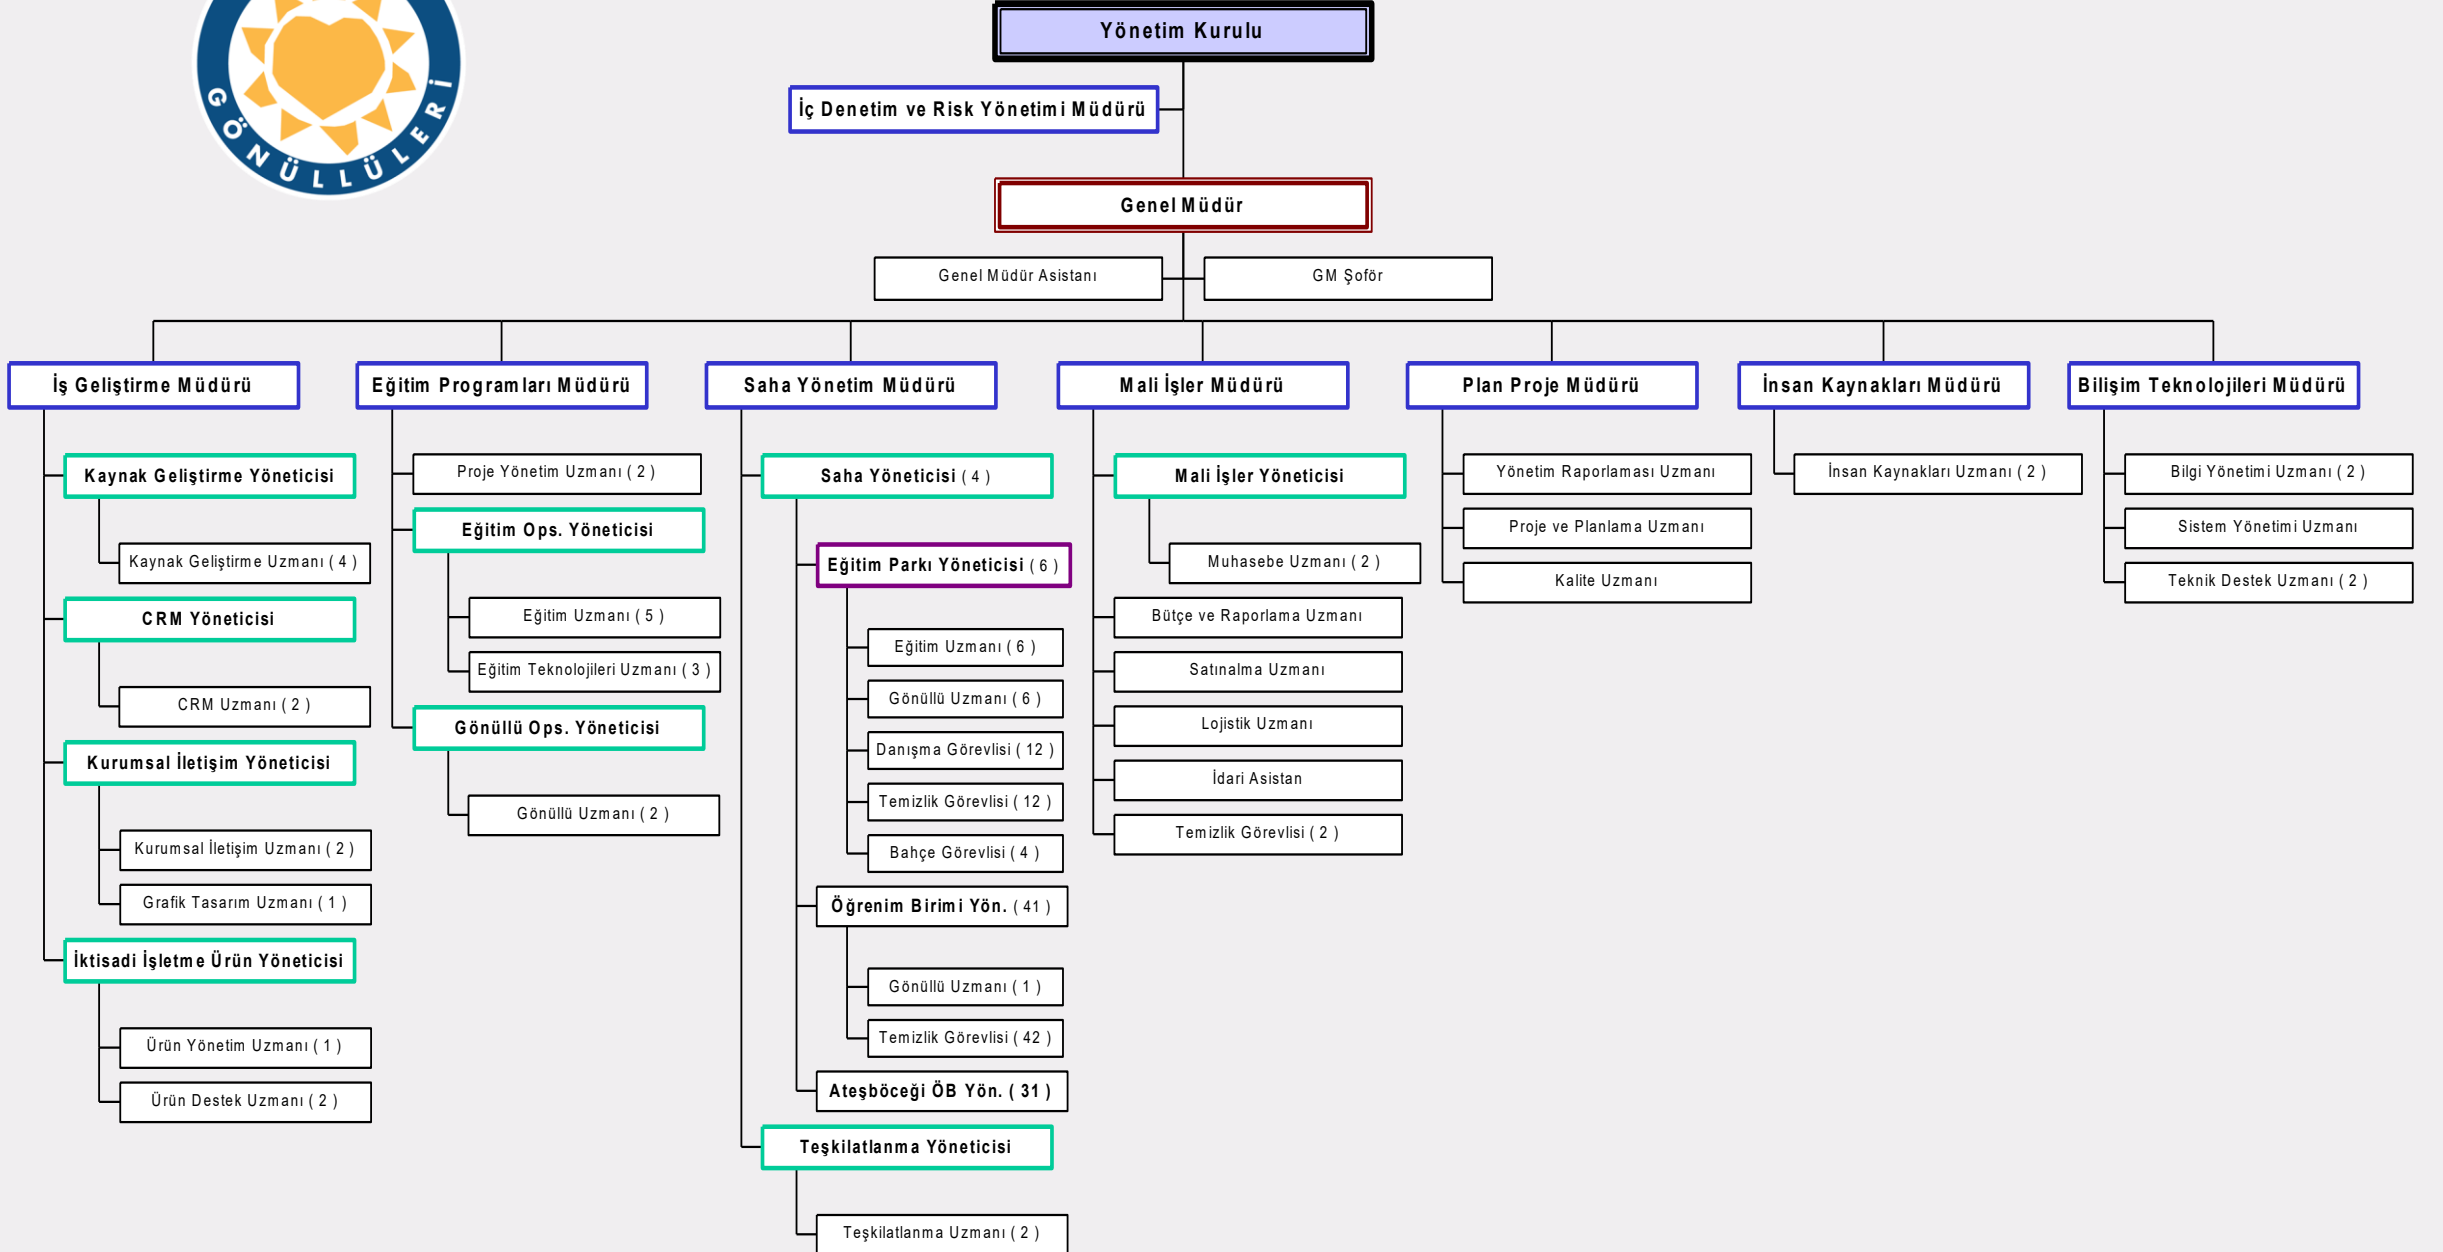 GÖNÜLLÜLERİ
Yönetim Kurulu
İç Denetim ve Risk Yönetimi Müdürü
Genel Müdür
Genel Müdür Asistanı
GM Şoför
İş Geliştirme Müdürü
Kaynak Geliştirme Yöneticisi
Kaynak Geliştirme Uzmanı ( 4 )
CRM Yöneticisi
CRM Uzmanı ( 2 )
Kurumsal İletişim Yöneticisi
Kurumsal İletişim Uzmanı ( 2 )
Grafik Tasarım Uzmanı ( 1 )
İktisadi İşletme Ürün Yöneticisi
Ürün Yönetim Uzmanı ( 1 )
Ürün Destek Uzmanı ( 2 )
Eğitim Programları Müdürü
Proje Yönetim Uzmanı ( 2 )
Eğitim Ops. Yöneticisi
Eğitim Uzmanı ( 5 )
Eğitim Teknolojileri Uzmanı ( 3 )
Gönüllü Ops. Yöneticisi
Gönüllü Uzmanı ( 2 )
Saha Yönetim Müdürü
Saha Yöneticisi ( 4 )
Eğitim Parkı Yöneticisi ( 6 )
Eğitim Uzmanı ( 6 )
Gönüllü Uzmanı ( 6 )
Danışma Görevlisi ( 12 )
Temizlik Görevlisi ( 12 )
Bahçe Görevlisi ( 4 )
Öğrenim Birimi Yön. ( 41 )
Gönüllü Uzmanı ( 1 )
Temizlik Görevlisi ( 42 )
Ateşböceği ÖB Yön. ( 31 )
Teşkilatlanma Yöneticisi
Teşkilatlanma Uzmanı ( 2 )
Mali İşler Müdürü
Mali İşler Yöneticisi
Muhasebe Uzmanı ( 2 )
Bütçe ve Raporlama Uzmanı
Satınalma Uzmanı
Lojistik Uzmanı
İdari Asistan
Temizlik Görevlisi ( 2 )
Plan Proje Müdürü
Yönetim Raporlaması Uzmanı
Proje ve Planlama Uzmanı
Kalite Uzmanı
İnsan Kaynakları Müdürü
İnsan Kaynakları Uzmanı ( 2 )
Bilişim Teknolojileri Müdürü
Bilgi Yönetimi Uzmanı ( 2 )
Sistem Yönetimi Uzmanı
Teknik Destek Uzmanı ( 2 )